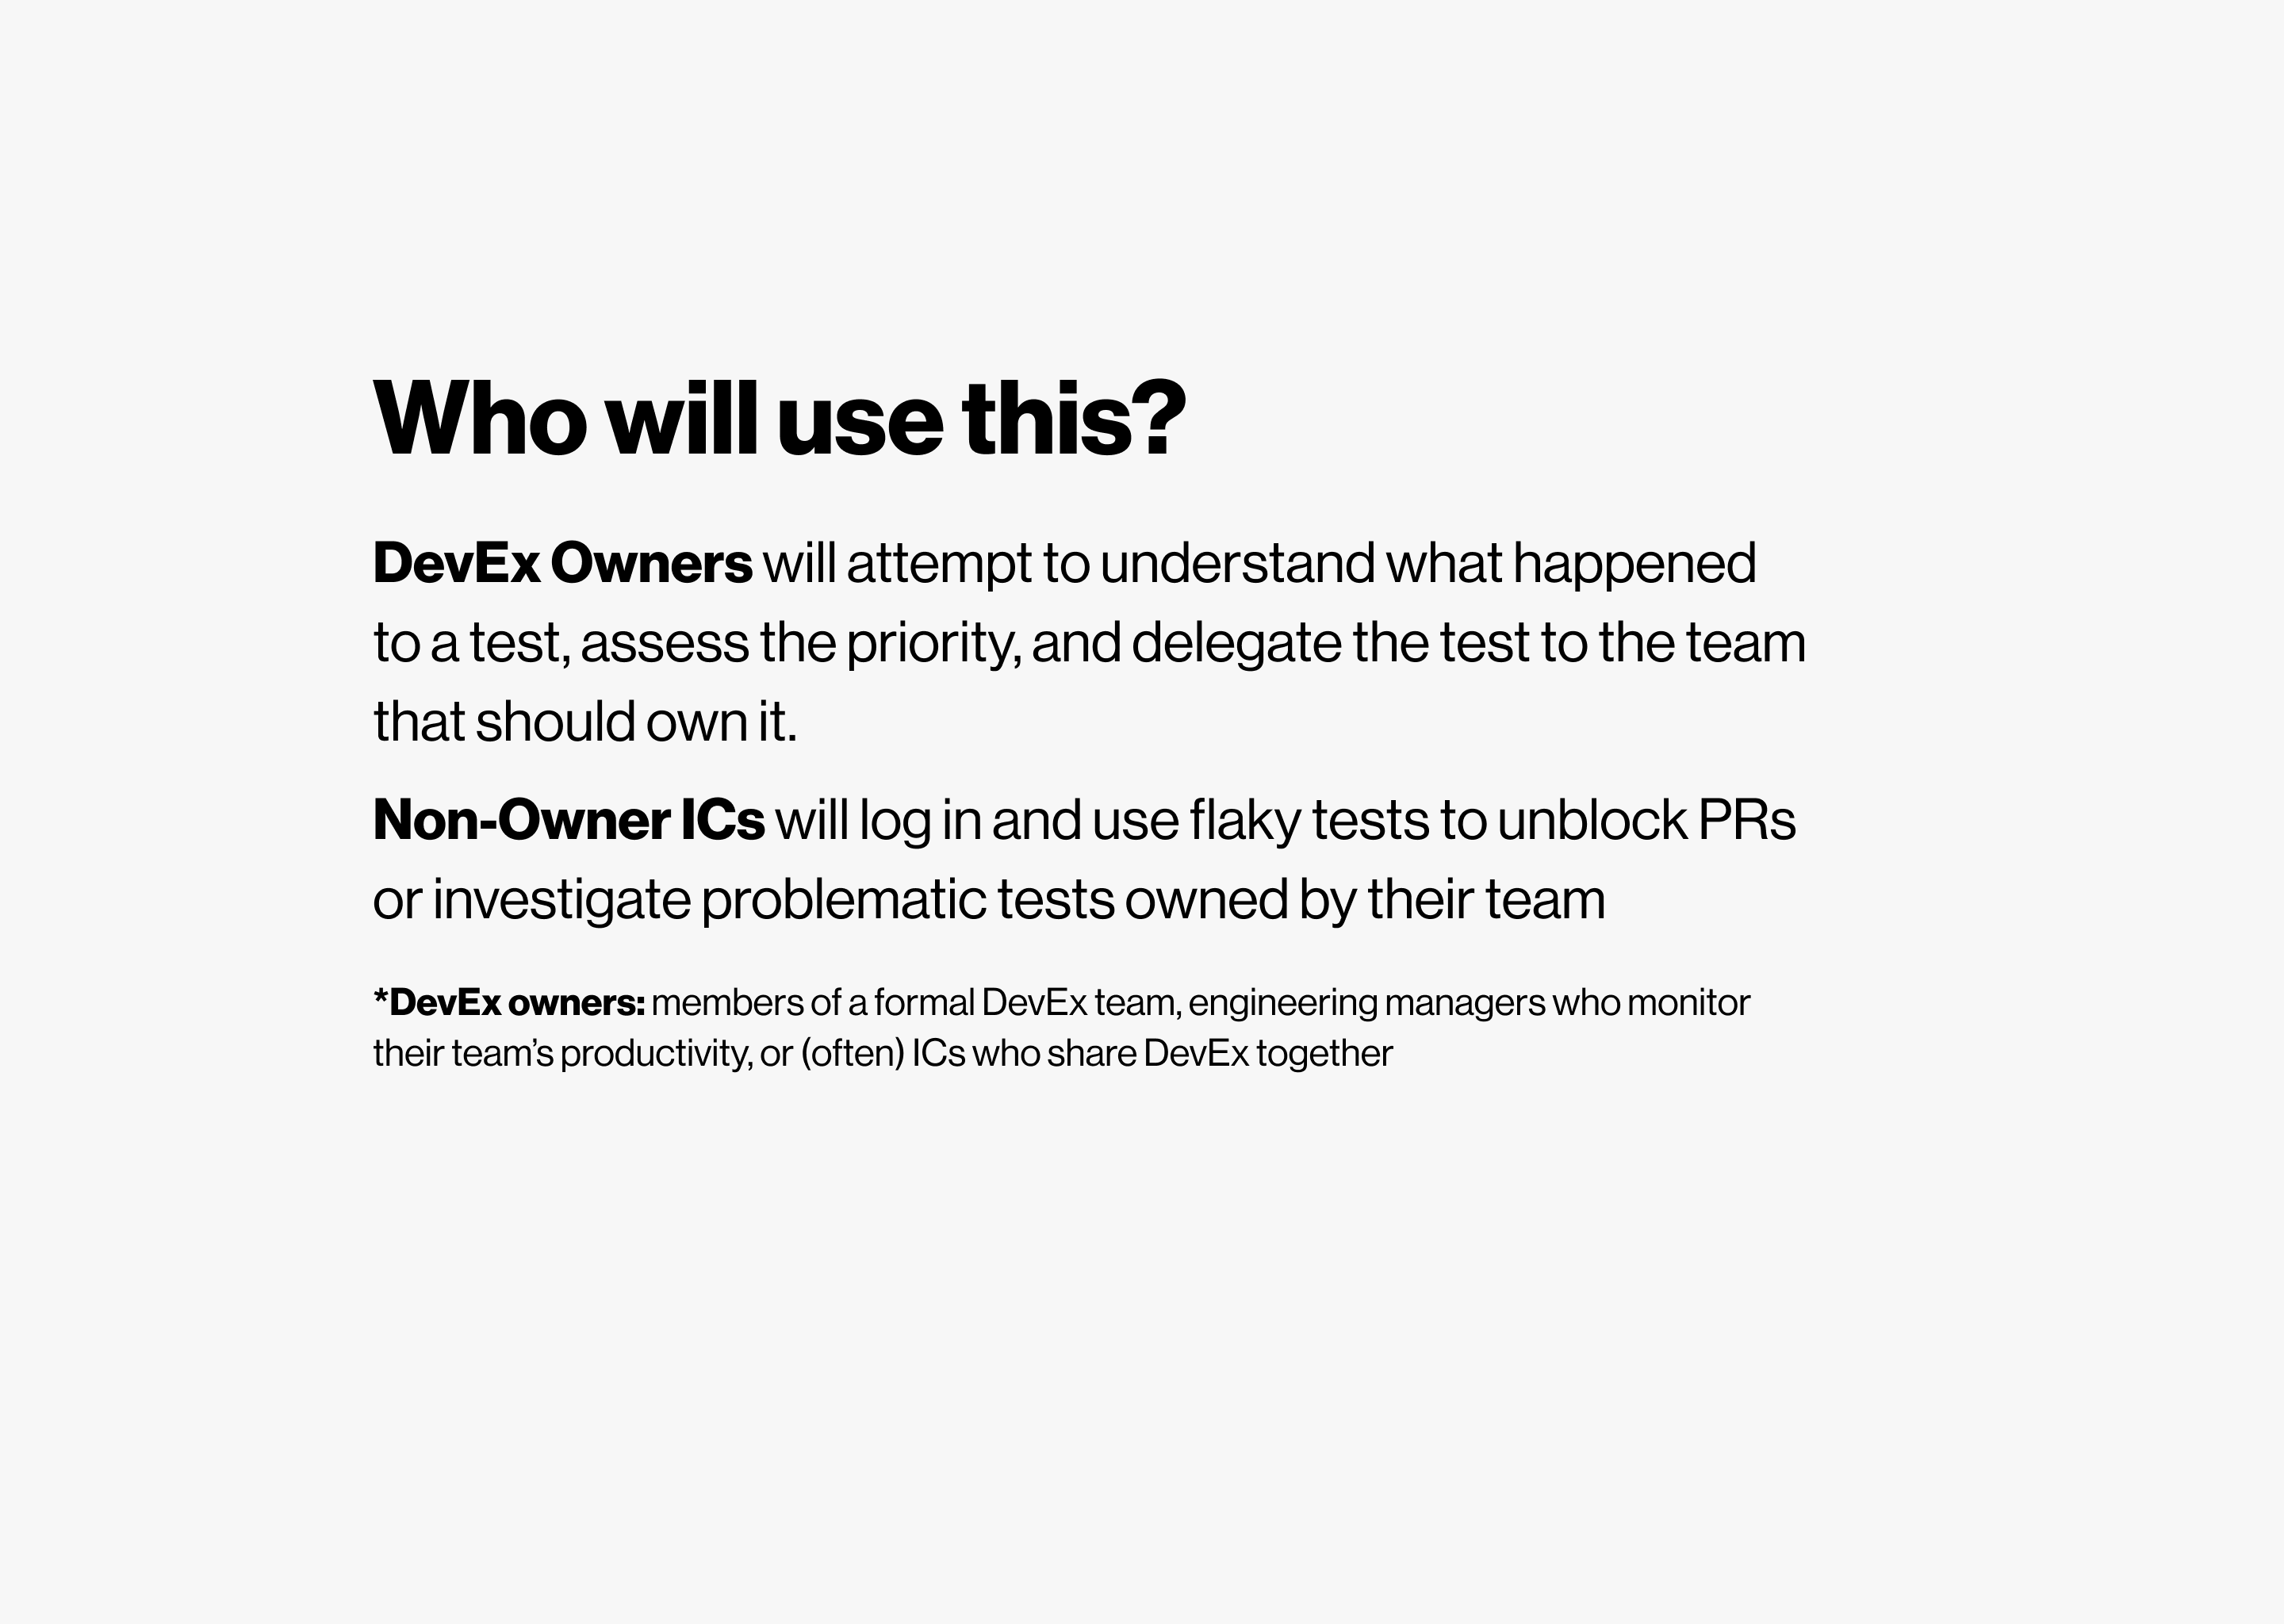 Who will use this?
DevEx Owners will attempt to understand what happened
to a test, assess the priority, and delegate the test to the team
that should own it.
Non-Owner ICs will log in and use flaky tests to unblock PRs
or investigate problematic tests owned by their team
*DevEx owners: members of a formal DevEx team, engineering managers who monitor
their team’s productivity, or (often) ICs who share DevEx together